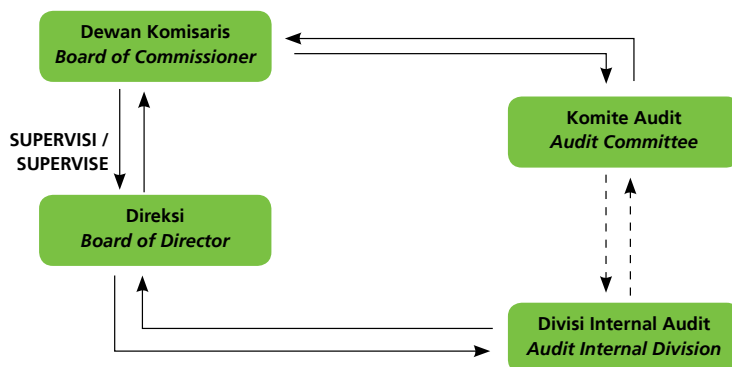 Dewan Komisaris
Board of Commissioner
Komite Audit
Audit Committee
SUPERVISI /
SUPERVISE
Direksi
Board of Director
Divisi Internal Audit
Audit Internal Division